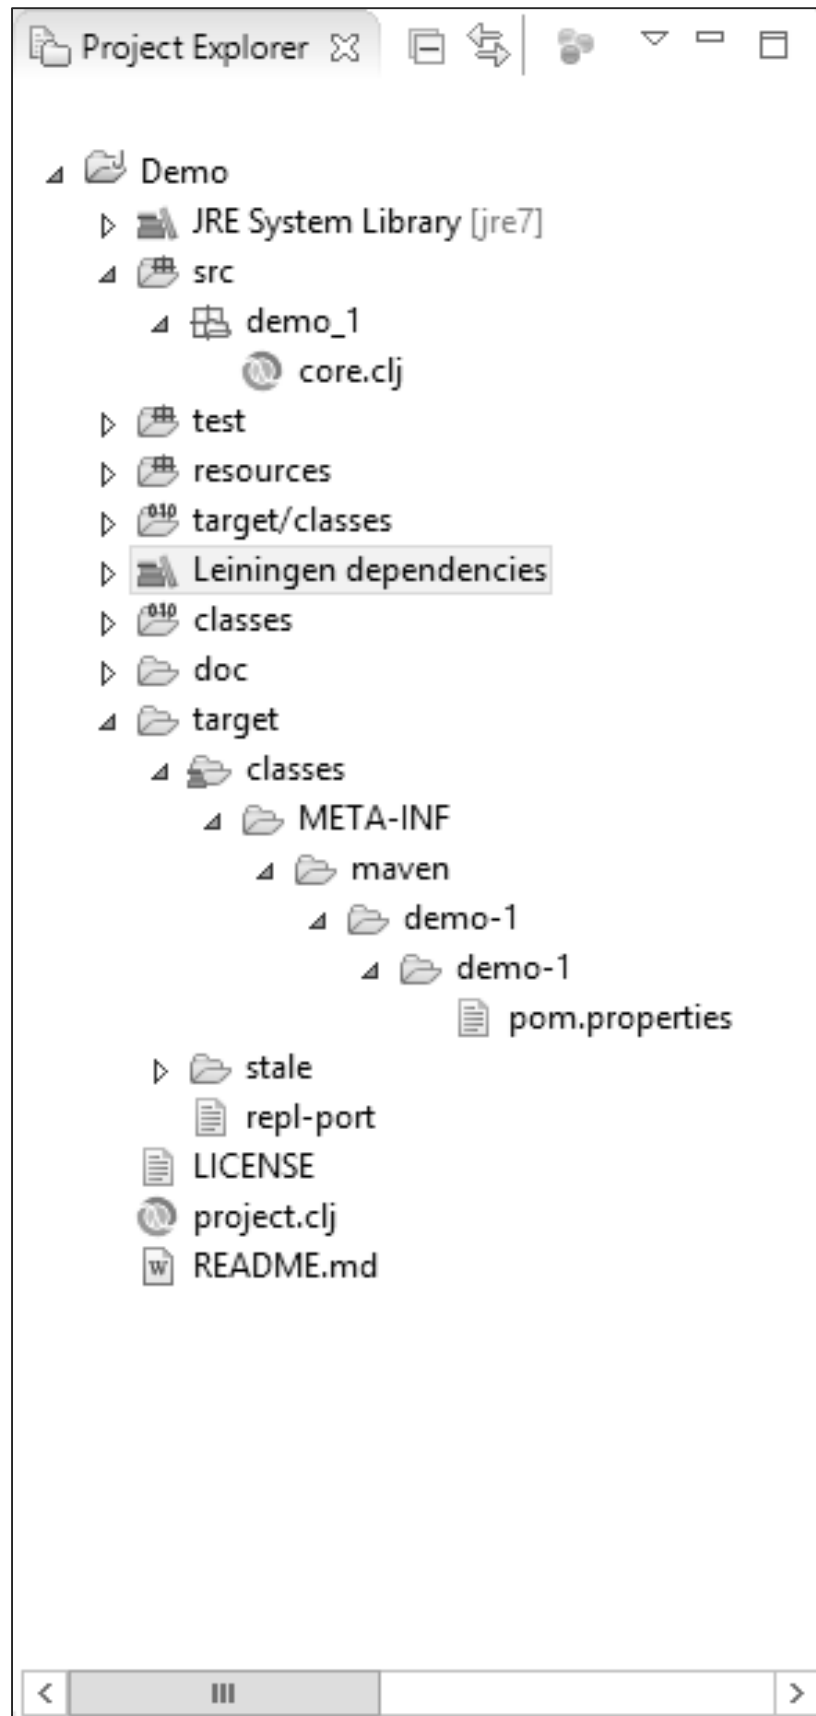 Project Explorer
Demo
JRE System Library [jre7]
src
demo_1
core.clj
test
resources
target/classes
Leiningen dependencies
classes
doc
target
classes
META-INF
maven
demo-1
demo-1
pom.properties
stale
repl-port
LICENSE
project.clj
README.md